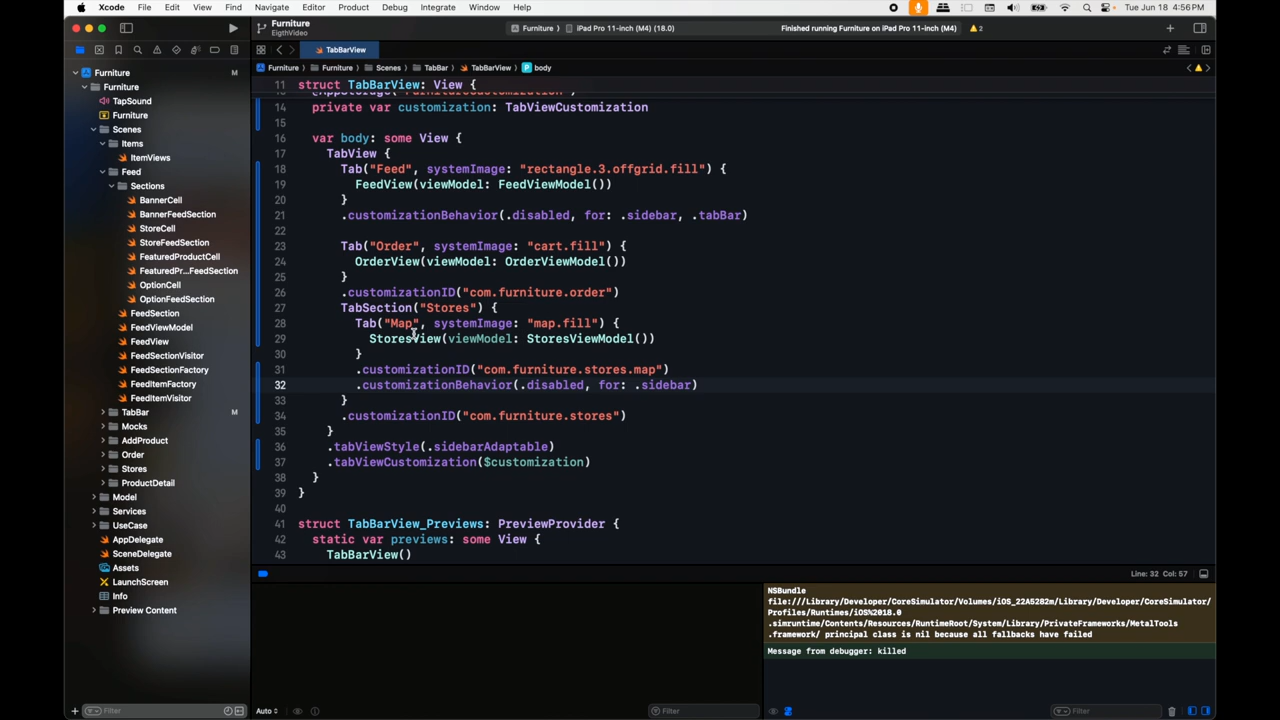 Xcode File Edit View Find Navigate Editor Product Debug Integrate Window Help Tue Jun 18 4:56 PM
Furniture
EigthVideo
Furniture iPad Pro 11-inch (M4) (18.0)
Finished running Furniture on iPad Pro 11-inch (M4) 2
TabBarView
Furniture Furniture Scenes TabBar TabBarView body
Furniture M
Furniture
TapSound
Furniture
Scenes
Items
ItemViews
Feed
Sections
BannerCell
BannerFeedSection
StoreCell
StoreFeedSection
FeaturedProductCell
FeaturedPr...FeedSection
OptionCell
OptionFeedSection
FeedSection
FeedViewModel
FeedView
FeedSectionVisitor
FeedSectionFactory
FeedItemFactory
FeedItemVisitor
TabBar M
Mocks
AddProduct
Order
Stores
ProductDetail
Model
Services
UseCase
AppDelegate
SceneDelegate
Assets
LaunchScreen
Info
Preview Content
Filter
11 struct TabBarView: View {
14 private var customization: TabViewCustomization
15
16 var body: some View {
17 TabView {
18 Tab("Feed", systemImage: "rectangle.3.offgrid.fill") {
19 FeedView(viewModel: FeedViewModel())
20 }
21 .customizationBehavior(.disabled, for: .sidebar, .tabBar)
22
23 Tab("Order", systemImage: "cart.fill") {
24 OrderView(viewModel: OrderViewModel())
25 }
26 .customizationID("com.furniture.order")
27 TabSection("Stores") {
28 Tab("Map", systemImage: "map.fill") {
29 StoresView(viewModel: StoresViewModel())
30 }
31 .customizationID("com.furniture.stores.map")
32 .customizationBehavior(.disabled, for: .sidebar)
33 }
34 .customizationID("com.furniture.stores")
35 }
36 .tabViewStyle(.sidebarAdaptable)
37 .tabViewCustomization($customization)
38 }
39 }
40
41 struct TabBarView_Previews: PreviewProvider {
42 static var previews: some View {
43 TabBarView()
Line: 32 Col: 57
NSBundle
file:///Library/Developer/CoreSimulator/Volumes/iOS_22A5282m/Library/Developer/CoreSimulator/
Profiles/Runtimes/iOS%2018.0
.simruntime/Contents/Resources/RuntimeRoot/System/Library/PrivateFrameworks/MetalTools
.framework/ principal class is nil because all fallbacks have failed
Message from debugger: killed
Auto Filter Filter